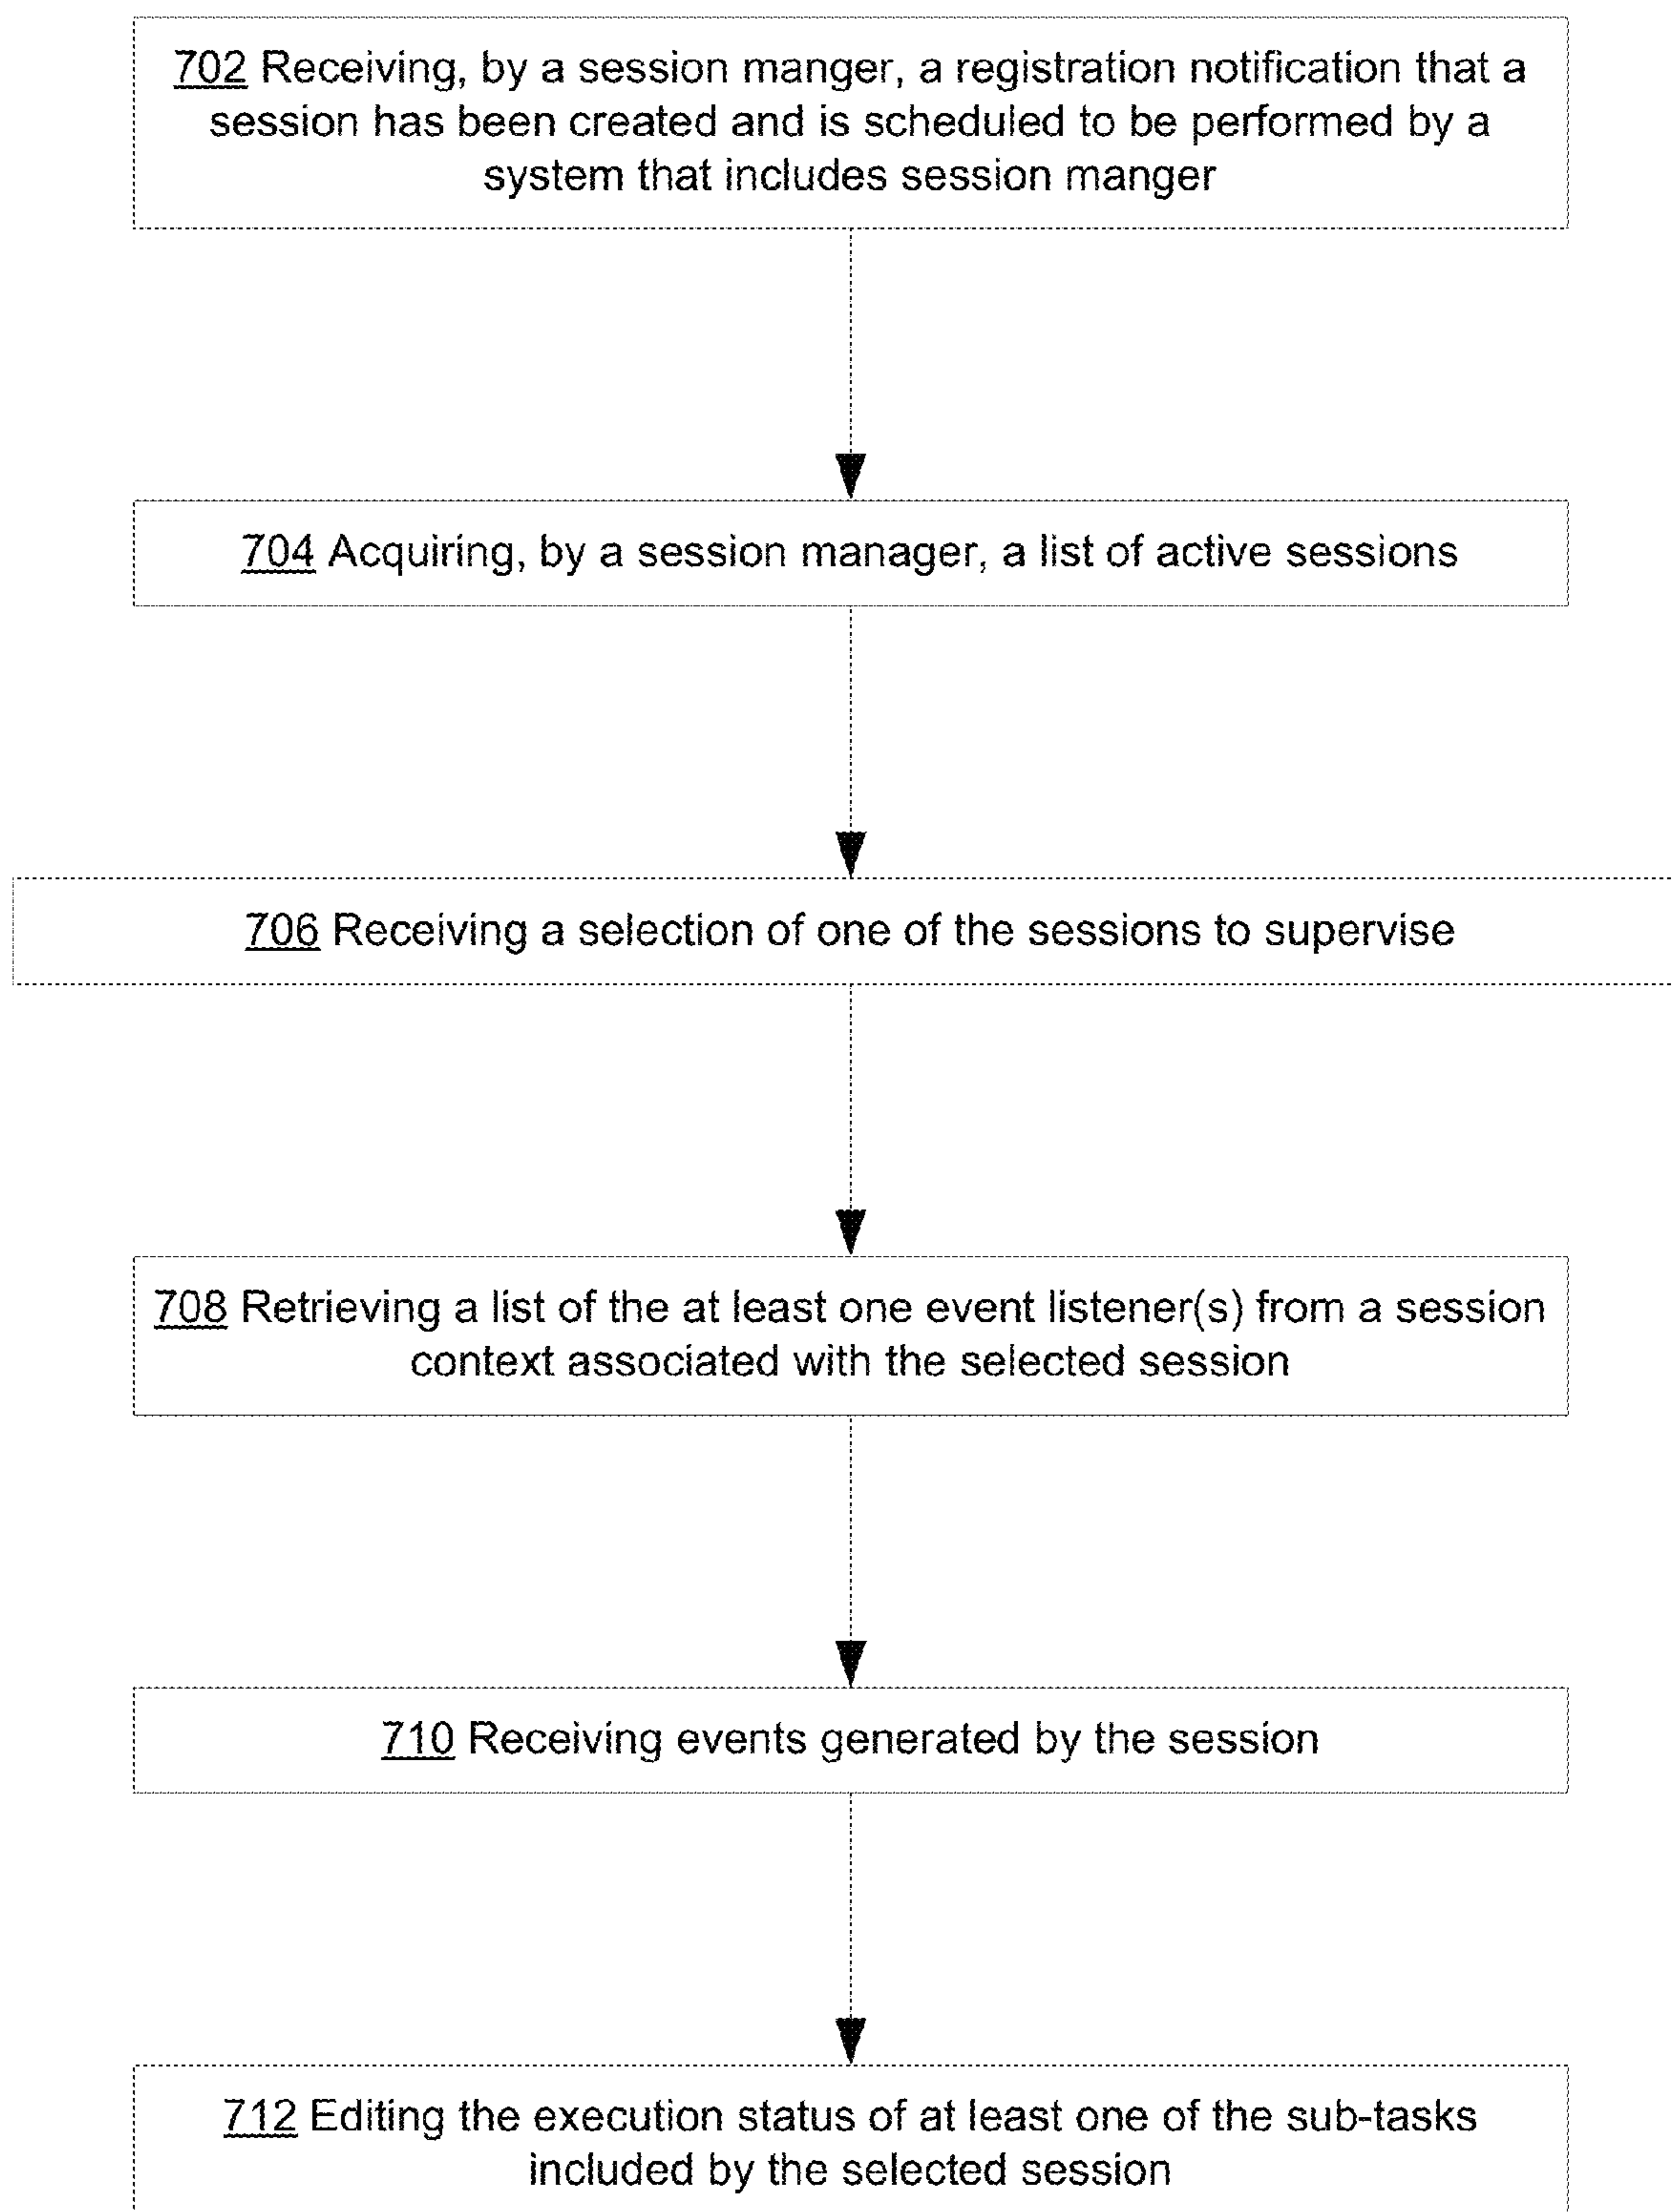 702 Receiving, by a session manger, a registration notification that a
session has been created and is scheduled to be performed by a
system that includes session manger
704 Acquiring, by a session manager, a list of active sessions
706 Receiving a selection of one of the sessions to supervise
708 Retrieving a list of the at least one event listener(s) from a session
context associated with the selected session
710 Receiving events generated by the session
712 Editing the execution status of at least one of the sub-tasks
included by the selected session